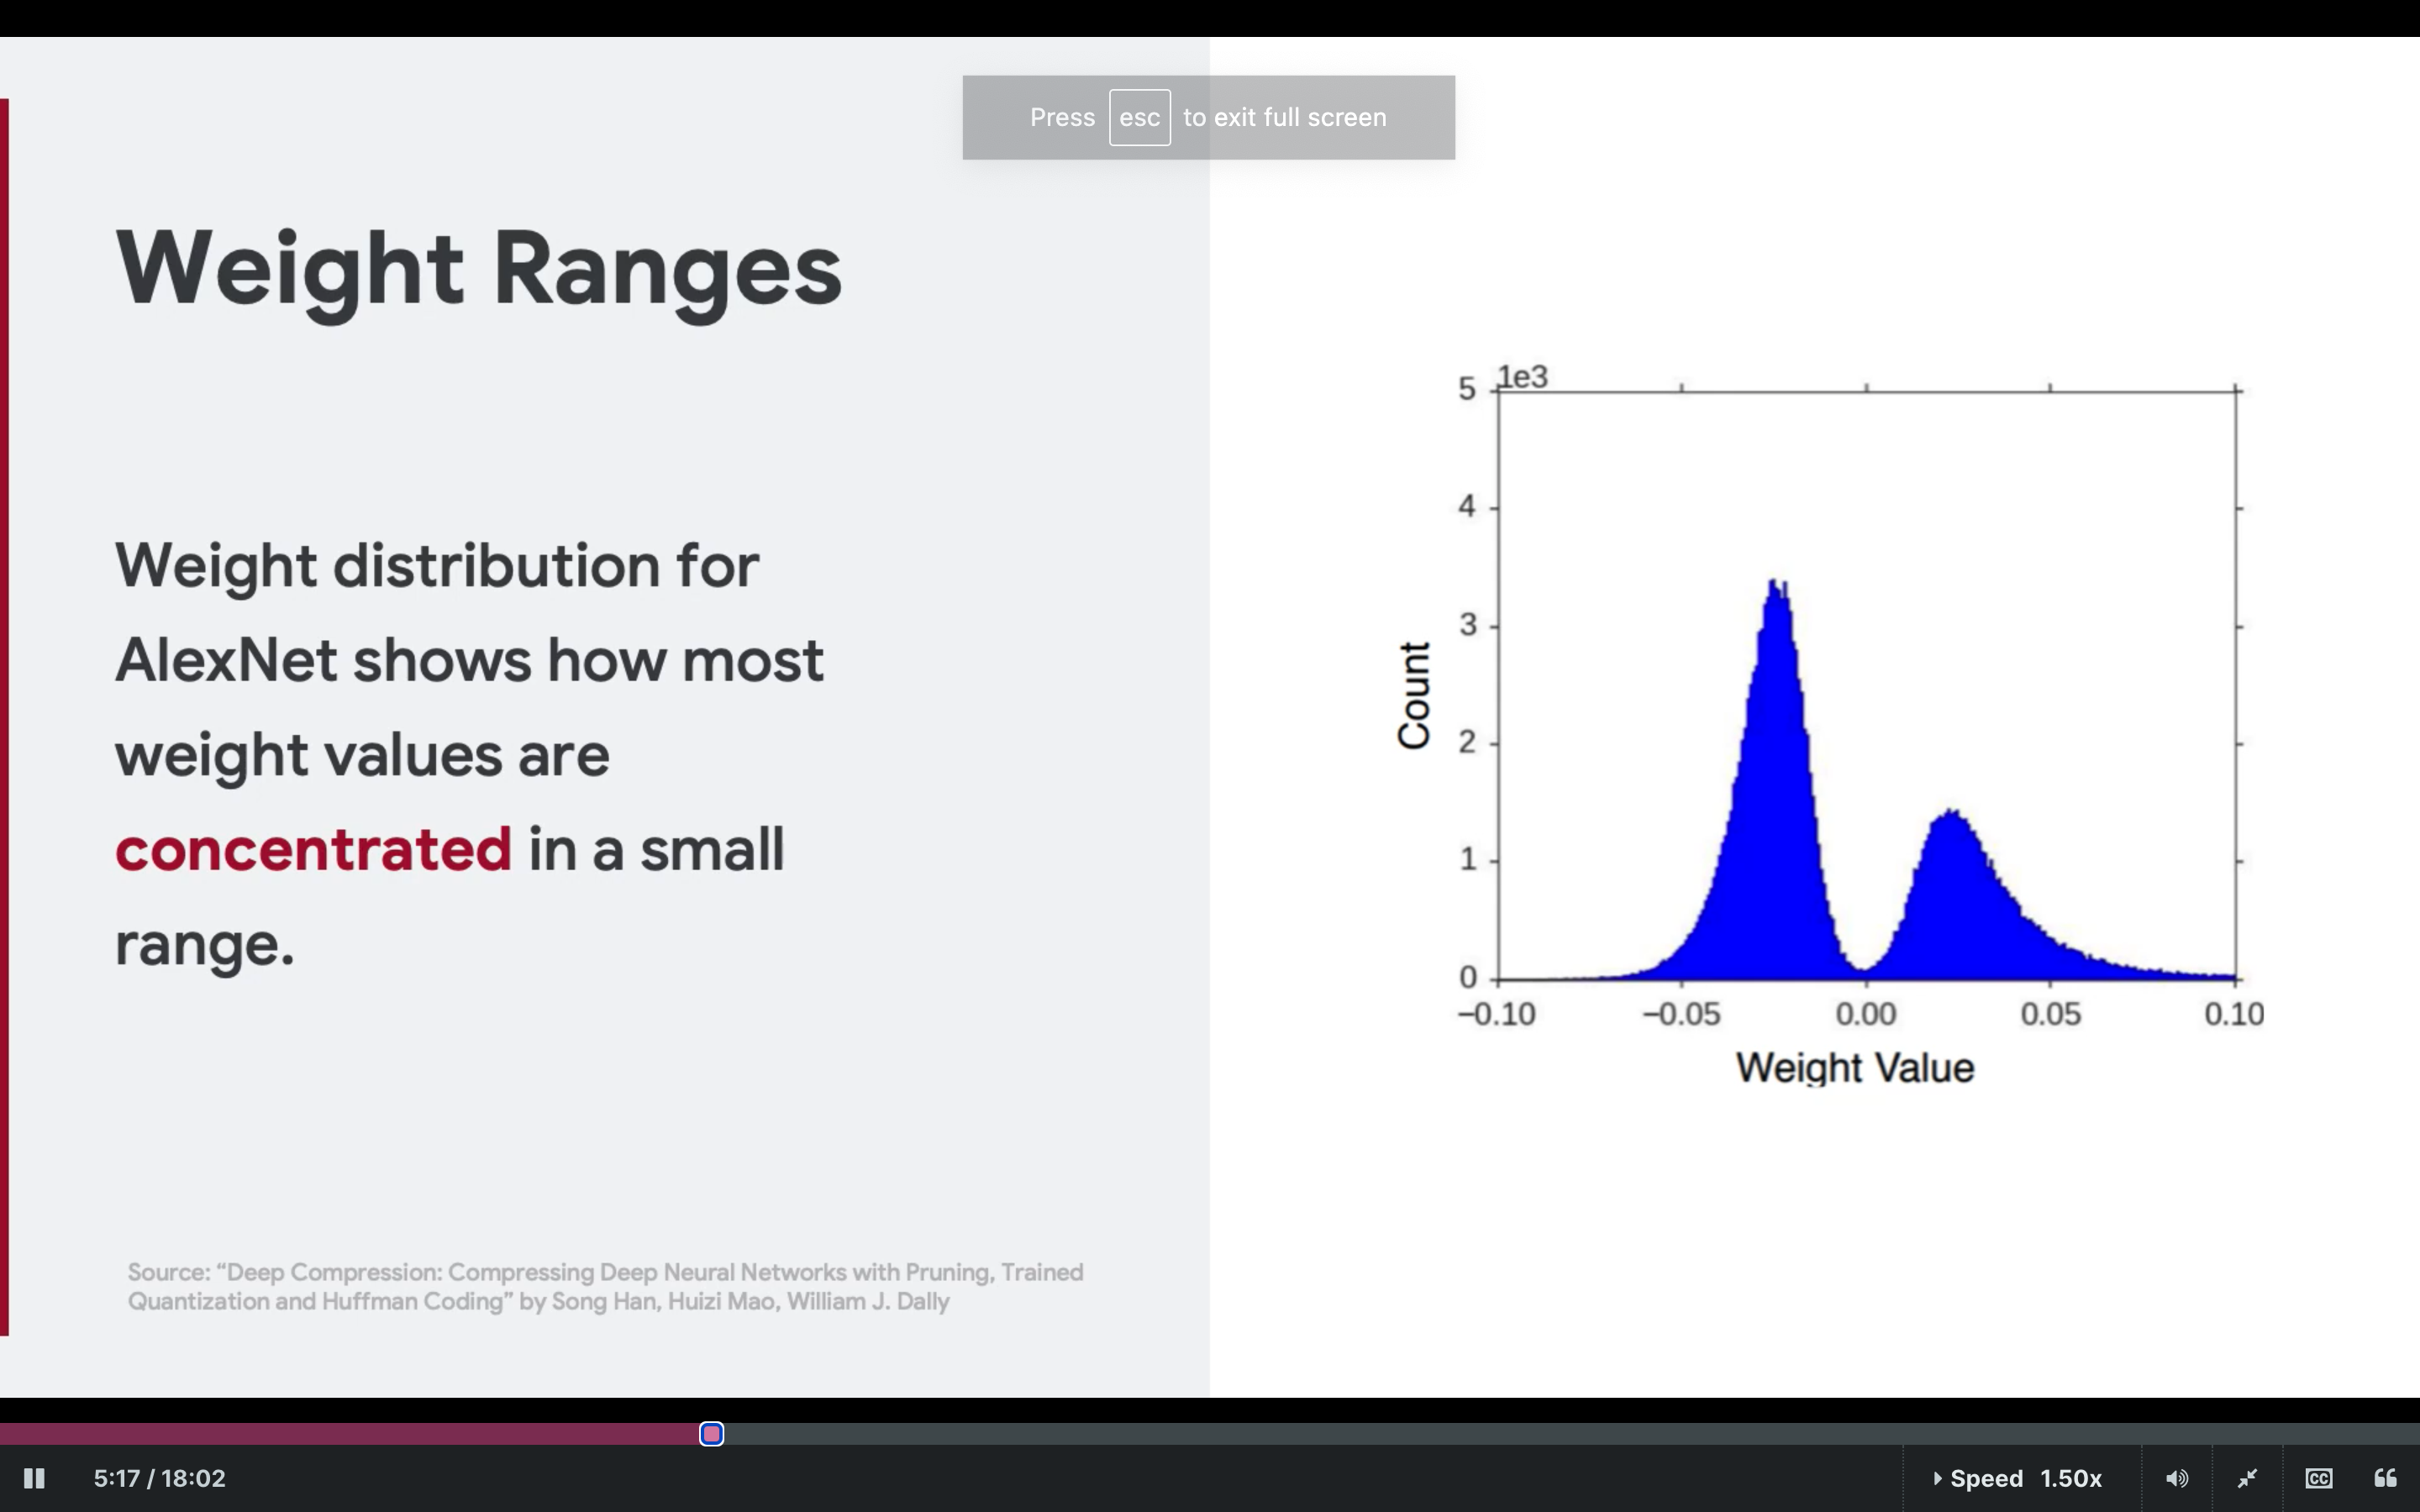 Press esc to exit full screen
Weight Ranges
Weight distribution for
AlexNet shows how most
weight values are
concentrated in a small
range.
Source: “Deep Compression: Compressing Deep Neural Networks with Pruning, Trained
Quantization and Huffman Coding” by Song Han, Huizi Mao, William J. Dally
1e3
5
4
3
2
1
0
Count
−0.10 −0.05 0.00 0.05 0.10
Weight Value
5:17 / 18:02
Speed 1.50x
CC